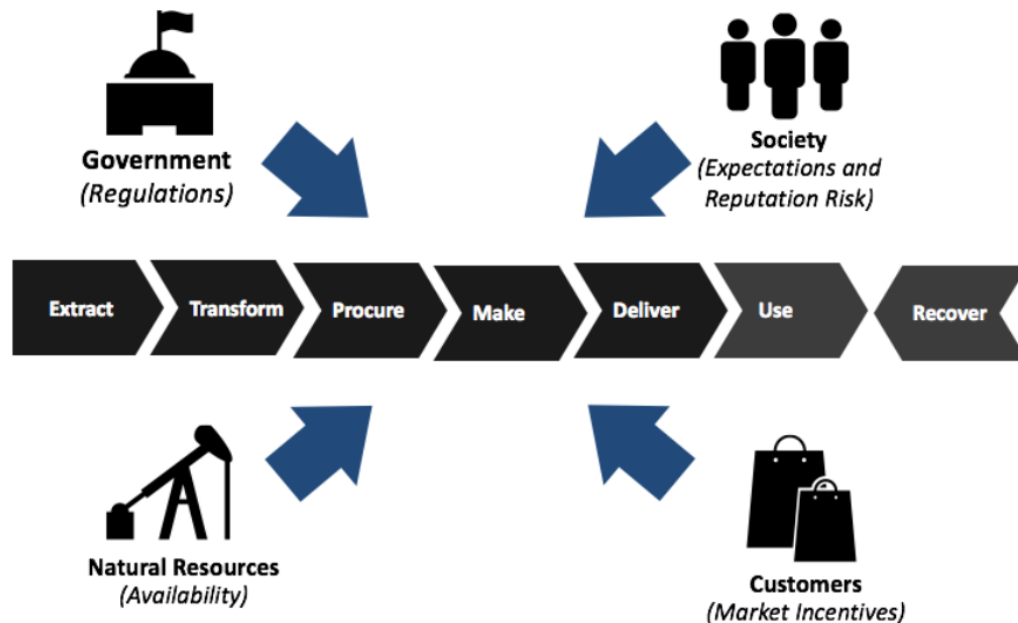 Government
(Regulations)
Society
(Expectations and
Reputation Risk)
Extract
Transform
Procure
Make
Deliver
Use
Recover
Natural Resources
(Availability)
Customers
(Market Incentives)